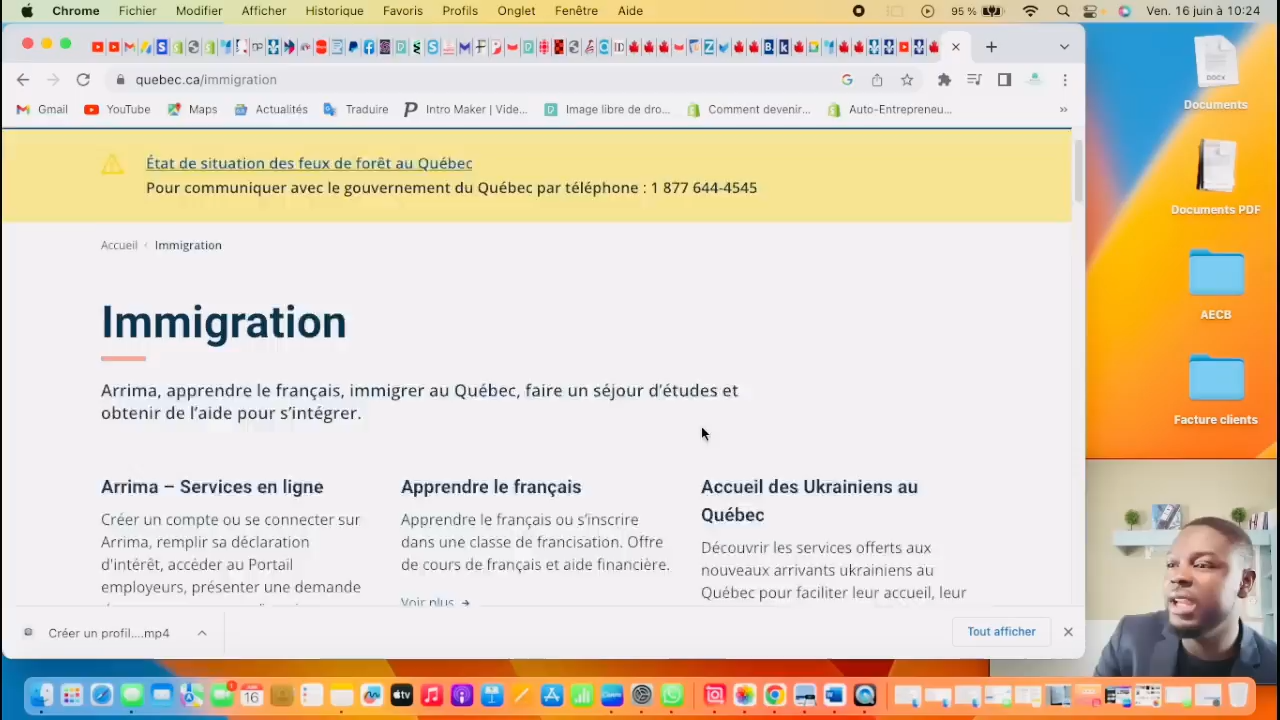 Chrome Fichier Modifier Afficher Historique Favoris Profils Onglet Fenêtre Aide 95 % Ven. 16 juin à 10:24
quebec.ca/immigration
Gmail YouTube Maps Actualités Traduire Intro Maker | Vide... Image libre de dro... Comment devenir... Auto-Entrepreneu... »
État de situation des feux de forêt au Québec
Pour communiquer avec le gouvernement du Québec par téléphone : 1 877 644-4545
Accueil ‹ Immigration
Immigration
Arrima, apprendre le français, immigrer au Québec, faire un séjour d'études et
obtenir de l'aide pour s'intégrer.
Arrima – Services en ligne
Créer un compte ou se connecter sur
Arrima, remplir sa déclaration
d'intérêt, accéder au Portail
employeurs, présenter une demande
Apprendre le français
Apprendre le français ou s'inscrire
dans une classe de francisation. Offre
de cours de français et aide financière.
Voir plus →
Accueil des Ukrainiens au
Québec
Découvrir les services offerts aux
nouveaux arrivants ukrainiens au
Québec pour faciliter leur accueil, leur
Créer un profil....mp4
Tout afficher
DOCX
Documents
Documents PDF
AECB
Facture clients